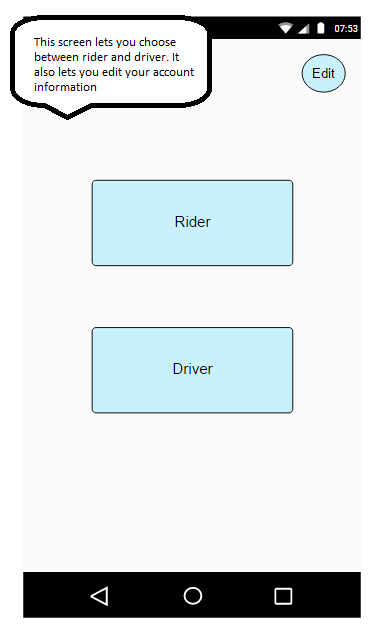 This screen lets you choose
between rider and driver. It
also lets you edit your account
information
07:53
Edit
Rider
Driver